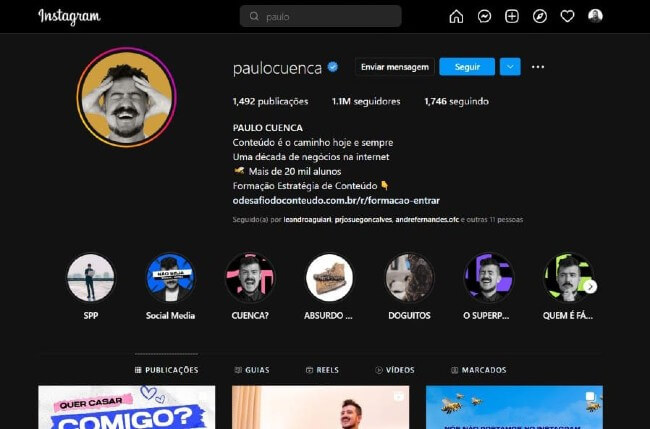 Instagram
paulo
paulocuenca
Enviar mensagem
Seguir
1,492 publicações
1.1M seguidores
1,746 seguindo
PAULO CUENCA
Conteúdo é o caminho hoje e sempre
Uma década de negócios na internet
Mais de 20 mil alunos
Formação Estratégia de Conteúdo
odesafiodoconteudo.com.br/r/formacao-entrar
Seguido(a) por leandroaguiari, prjosuegoncalves, andrefernandes.ofc e outras 11 pessoas
NÃO SEJA
SPP
Social Media
CUENCA?
ABSURDO ...
DOGUITOS
O SUPERP...
QUEM É FÁ...
PUBLICAÇÕES
GUIAS
REELS
VÍDEOS
MARCADOS
QUER CASAR
COMIGO?